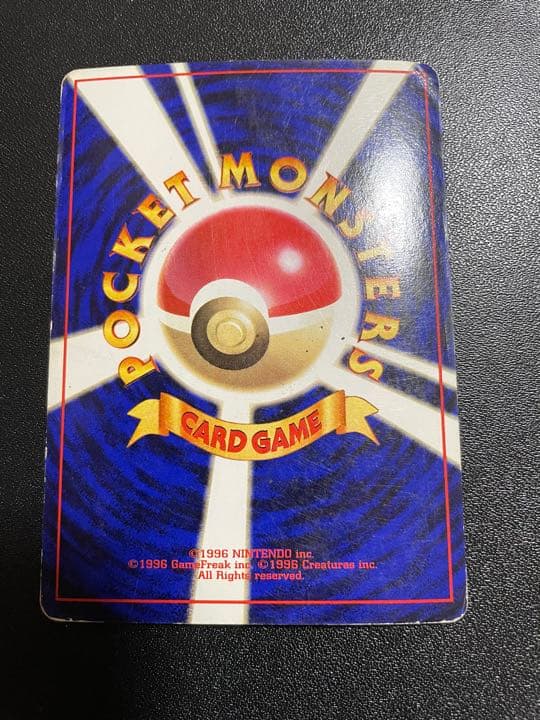 POCKET MONSTERS
CARD GAME
©1996 NINTENDO inc.
©1996 GameFreak inc. ©1996 Creatures inc.
All Rights reserved.